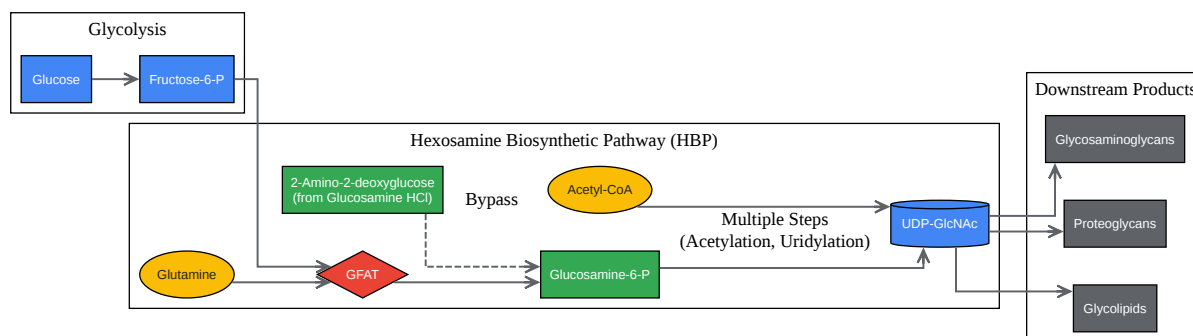 Glycolysis
Glucose
Fructose-6-P
Downstream Products
Hexosamine Biosynthetic Pathway (HBP)
Glycosaminoglycans
2-Amino-2-deoxyglucose
(from Glucosamine HCl)
Bypass
Acetyl-CoA
Multiple Steps
(Acetylation, Uridylation)
UDP-GlcNAc
Proteoglycans
Glutamine
GFAT
Glucosamine-6-P
Glycolipids